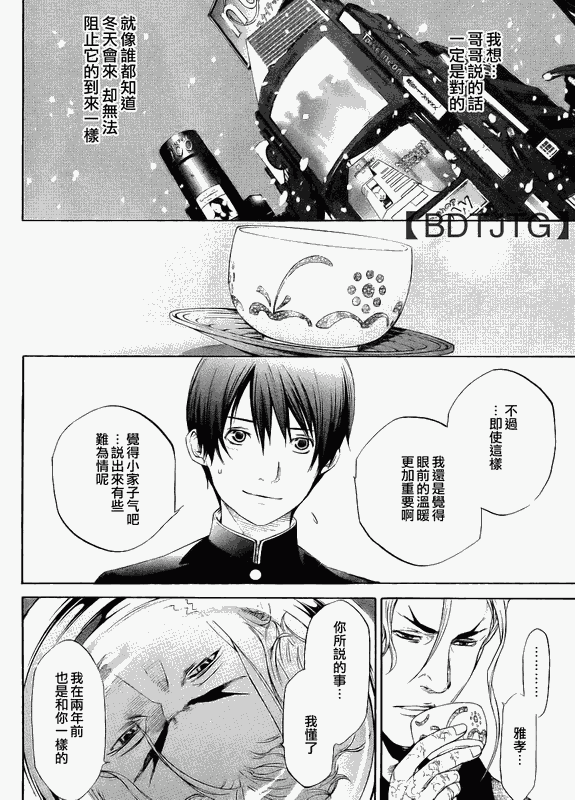 我想…
哥哥說的話
一定是對的
就像誰都知道
冬天會來 却無法
阻止它的到來一樣
【BDTJTG】
不過
…即使這樣
我還是覺得
眼前的溫暖
更加重要啊
覺得小家子气吧
…説出來有些
難為情呢
………
雅孝…
你所說的事…
我懂了
我在兩年前
也是和你一樣的